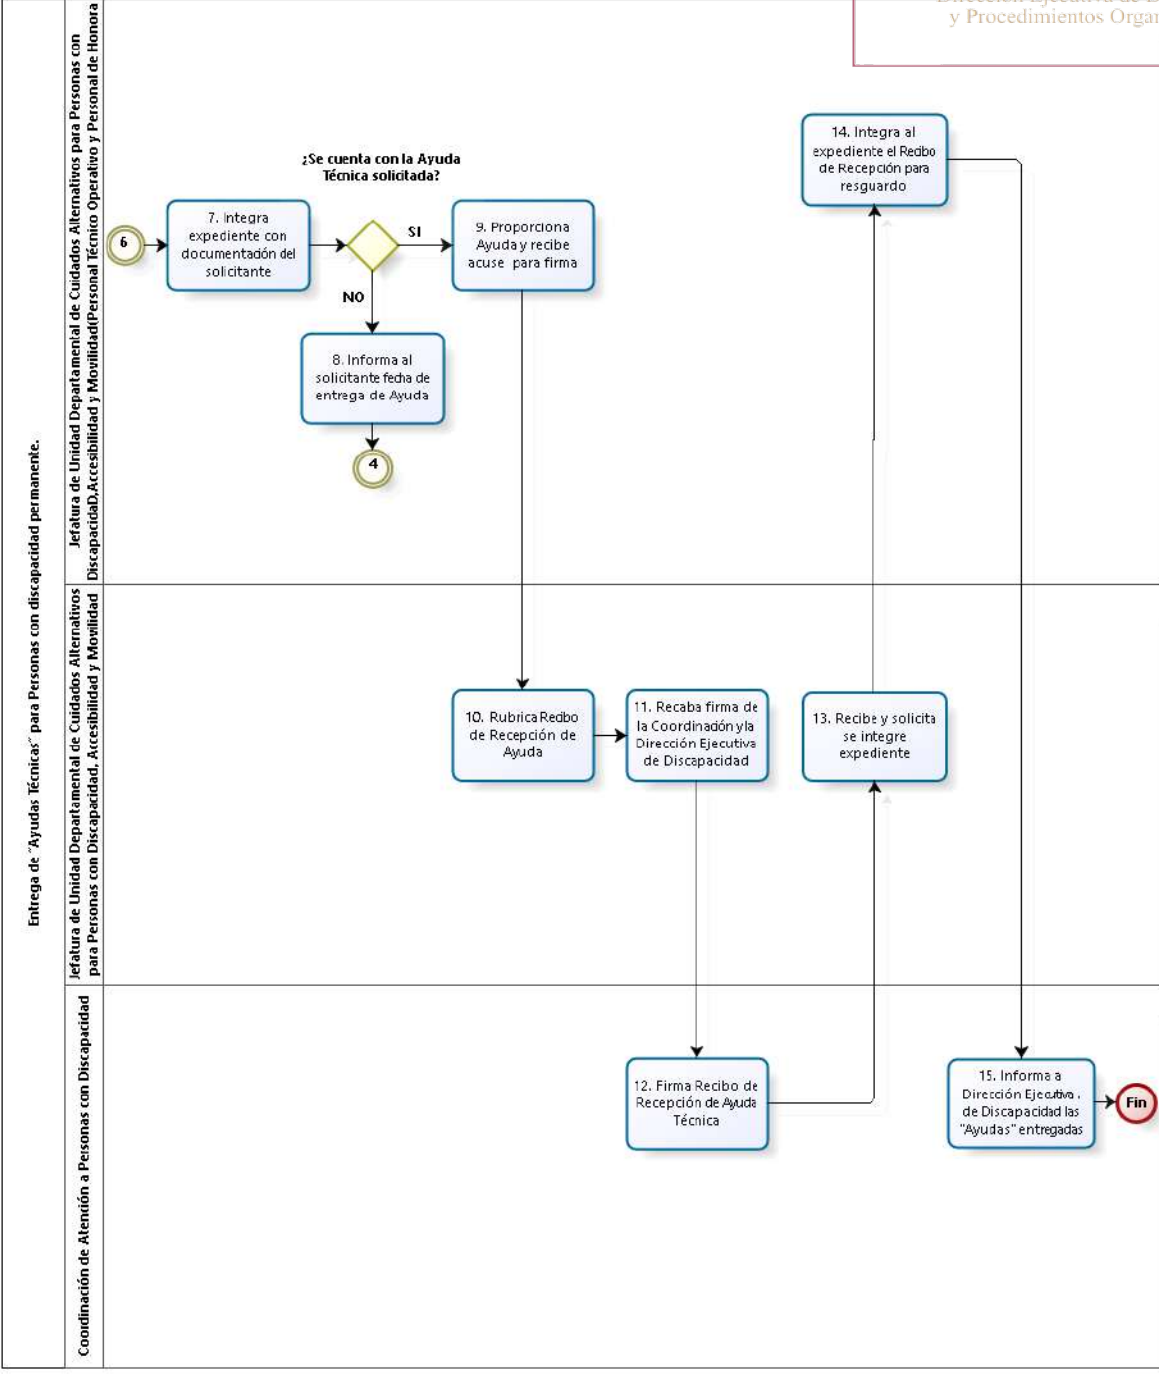 Dirección Ejecutiva de D
y Procedimientos Orgar
Entrega de "Ayudas Técnicas" para Personas con discapacidad permanente.
Jefatura de Unidad Departamental de Cuidados Alternativos para Personas con
DiscapacidaD,Accesibilidad y Movilidad(Personal Técnico Operativo y Personal de Honora
¿Se cuenta con la Ayuda
Técnica solicitada?
6
7. Integra
expediente con
documentación del
solicitante
SI
NO
9. Proporciona
Ayuda y recibe
acuse para firma
8. Informa al
solicitante fecha de
entrega de Ayuda
4
14. Integra al
expediente el Recibo
de Recepción para
resguardo
Jefatura de Unidad Departamental de Cuidados Alternativos
para Personas con Discapacidad, Accesibilidad y Movilidad
10. Rubrica Recibo
de Recepción de
Ayuda
11. Recaba firma de
la Coordinación y la
Dirección Ejecutiva
de Discapacidad
13. Recibe y solicita
se integre
expediente
Coordinación de Atención a Personas con Discapacidad
12. Firma Recibo de
Recepción de Ayuda
Técnica
15. Informa a
Dirección Ejecutiva .
de Discapacidad las
"Ayudas" entregadas
Fin